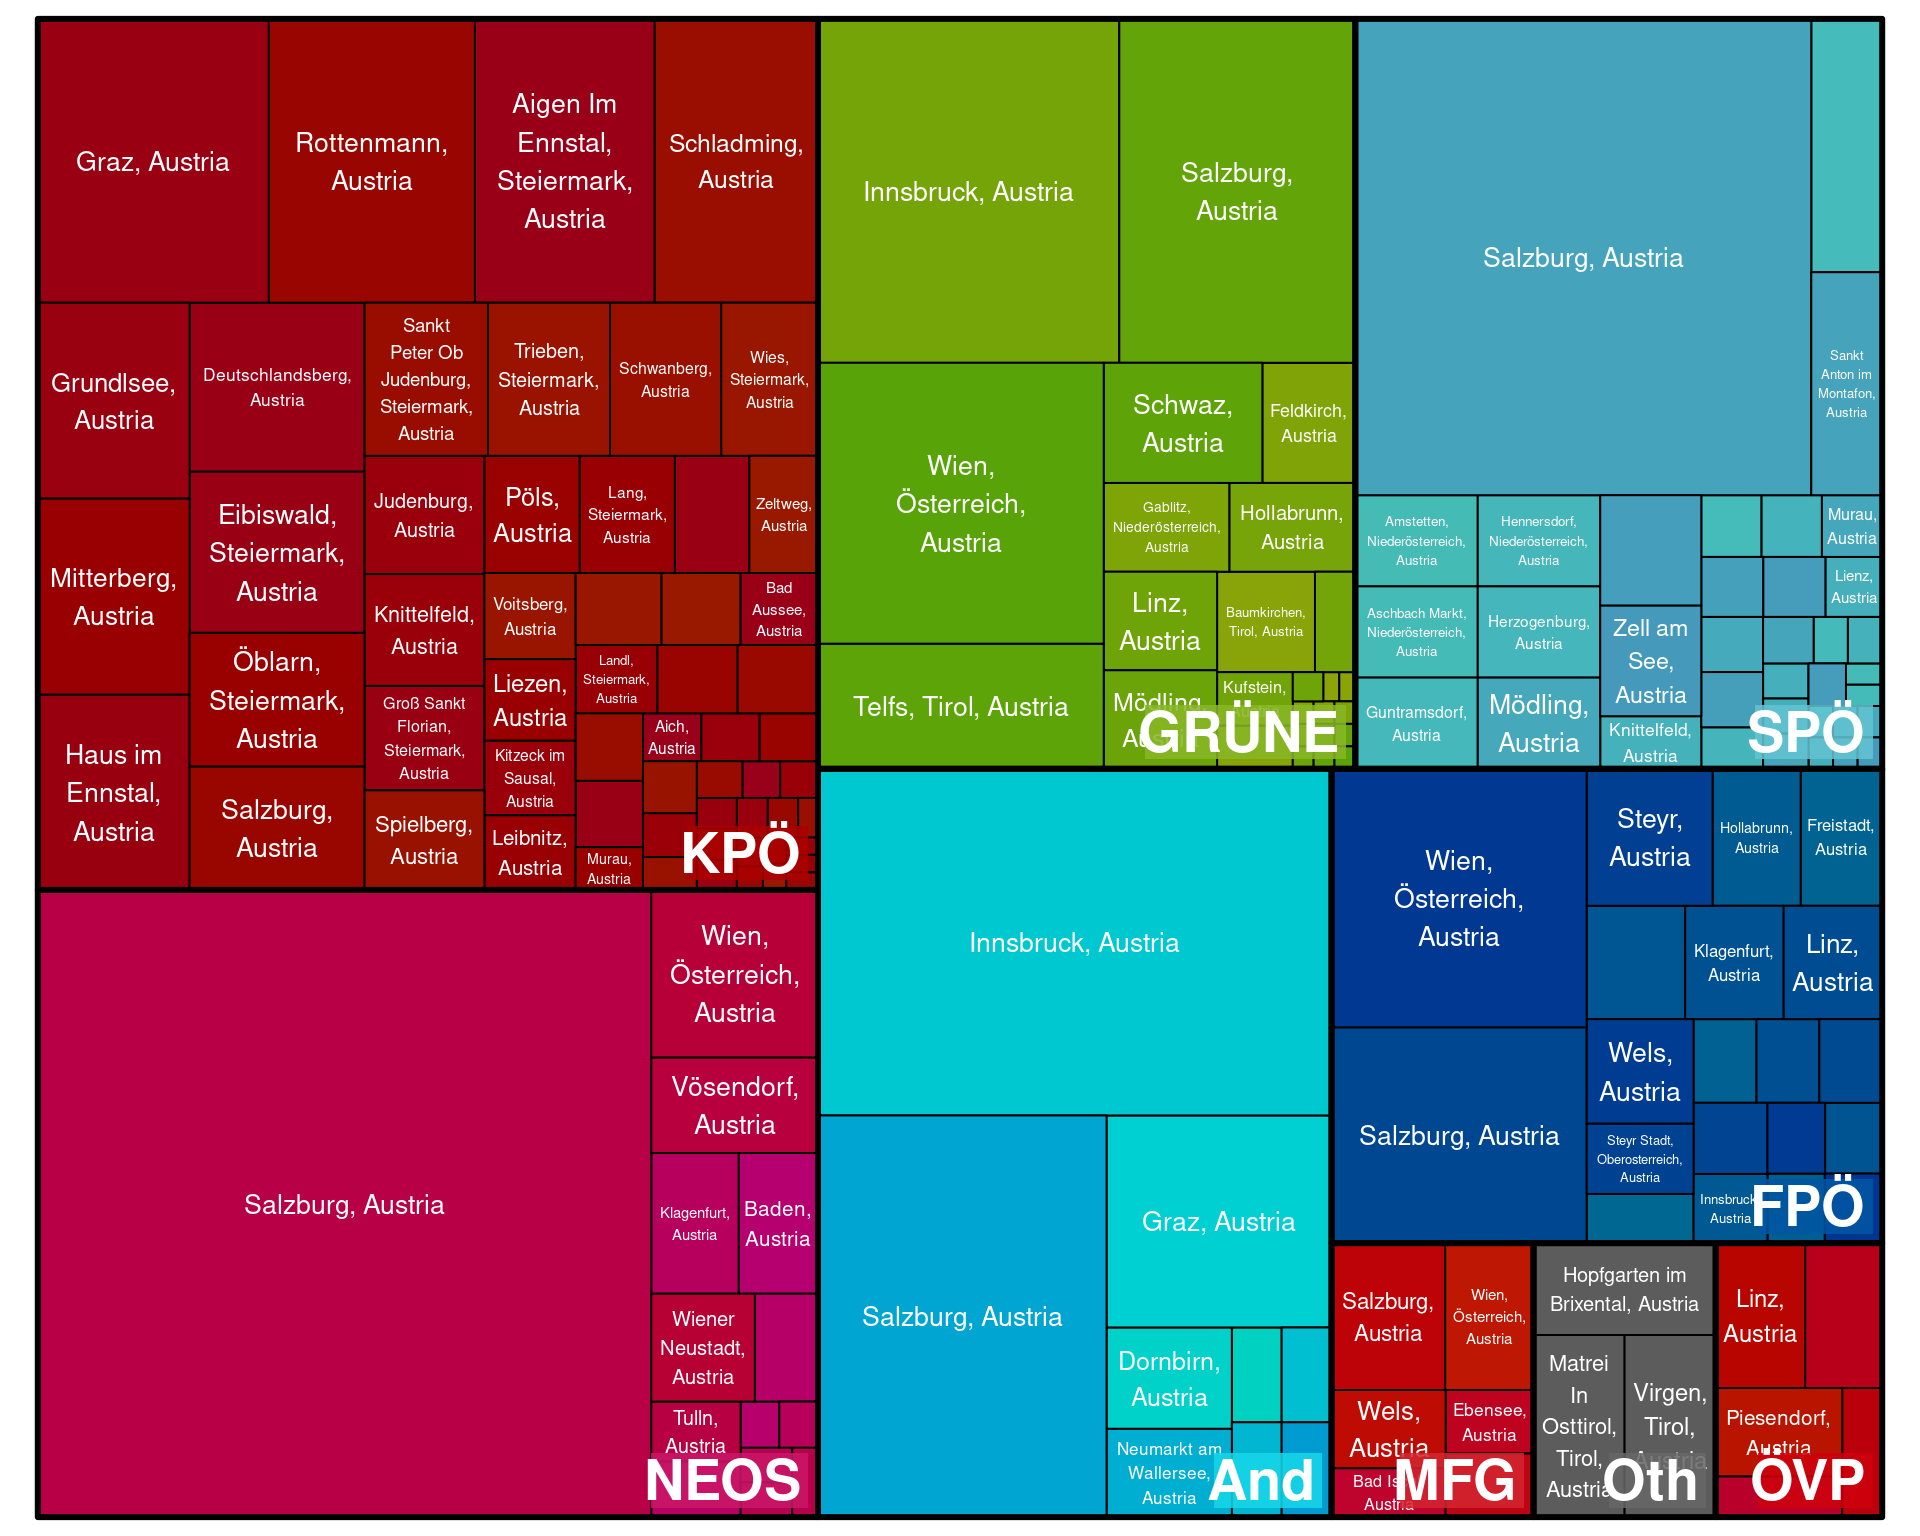 Graz, Austria
Rottenmann,
Austria
Aigen Im
Ennstal,
Steiermark,
Austria
Schladming,
Austria
Grundlsee,
Austria
Deutschlandsberg,
Austria
Sankt
Peter Ob
Judenburg,
Steiermark,
Austria
Trieben,
Steiermark,
Austria
Schwanberg,
Austria
Wies,
Steiermark,
Austria
Mitterberg,
Austria
Eibiswald,
Steiermark,
Austria
Judenburg,
Austria
Pöls,
Austria
Lang,
Steiermark,
Austria
Zeltweg,
Austria
Knittelfeld,
Austria
Voitsberg,
Austria
Bad
Aussee,
Austria
Öblarn,
Steiermark,
Austria
Liezen,
Austria
Landl,
Steiermark,
Austria
Haus im
Ennstal,
Austria
Groß Sankt
Florian,
Steiermark,
Austria
Kitzeck im
Sausal,
Austria
Aich,
Austria
Salzburg,
Austria
Spielberg,
Austria
Leibnitz,
Austria
Murau,
Austria
KPÖ
Innsbruck, Austria
Salzburg,
Austria
Wien,
Österreich,
Austria
Schwaz,
Austria
Feldkirch,
Austria
Gablitz,
Niederösterreich,
Austria
Hollabrunn,
Austria
Linz,
Austria
Baumkirchen,
Tirol, Austria
Telfs, Tirol, Austria
Mödling,
Austria
Kufstein,
GRÜNE
Salzburg, Austria
Sankt
Anton im
Montafon,
Austria
Amstetten,
Niederösterreich,
Austria
Hennersdorf,
Niederösterreich,
Austria
Murau,
Austria
Aschbach Markt,
Niederösterreich,
Austria
Herzogenburg,
Austria
Zell am
See,
Austria
Lienz,
Austria
Guntramsdorf,
Austria
Mödling,
Austria
Knittelfeld,
Austria
SPÖ
Salzburg, Austria
Wien,
Österreich,
Austria
Vösendorf,
Austria
Klagenfurt,
Austria
Baden,
Austria
Wiener
Neustadt,
Austria
Tulln,
Austria
NEOS
Innsbruck, Austria
Salzburg, Austria
Graz, Austria
Dornbirn,
Austria
Neumarkt am
Wallersee,
Austria
And
Wien,
Österreich,
Austria
Steyr,
Austria
Hollabrunn,
Austria
Freistadt,
Austria
Klagenfurt,
Austria
Linz,
Austria
Salzburg, Austria
Wels,
Austria
Steyr Stadt,
Oberosterreich,
Austria
Innsbruck,
Austria
FPÖ
Salzburg,
Austria
Wien,
Österreich,
Austria
Wels,
Austria
Ebensee,
Austria
Bad
Austria
MFG
Hopfgarten im
Brixental, Austria
Matrei
In
Osttirol,
Tirol,
Austria
Virgen,
Tirol,
Austria
Oth
Linz,
Austria
Piesendorf,
Austria
ÖVP